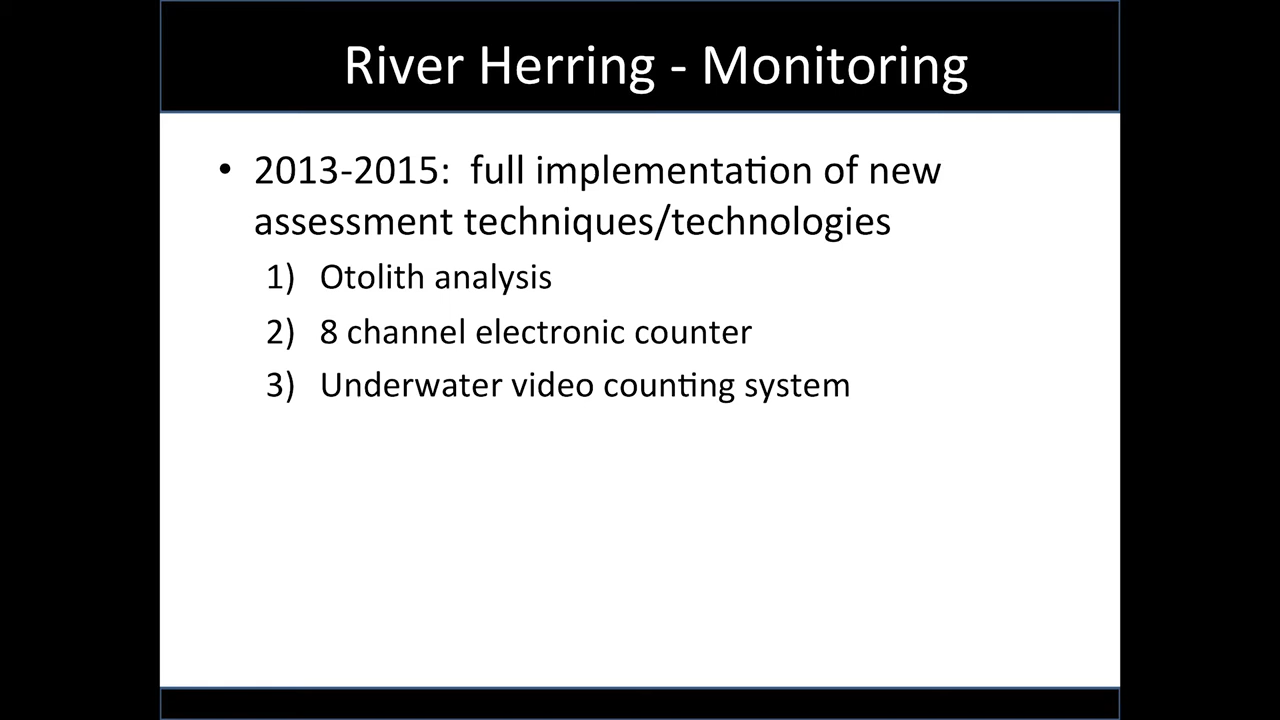 River Herring - Monitoring
• 2013-2015:  full implementation of new
assessment techniques/technologies
1) Otolith analysis
2) 8 channel electronic counter
3) Underwater video counting system